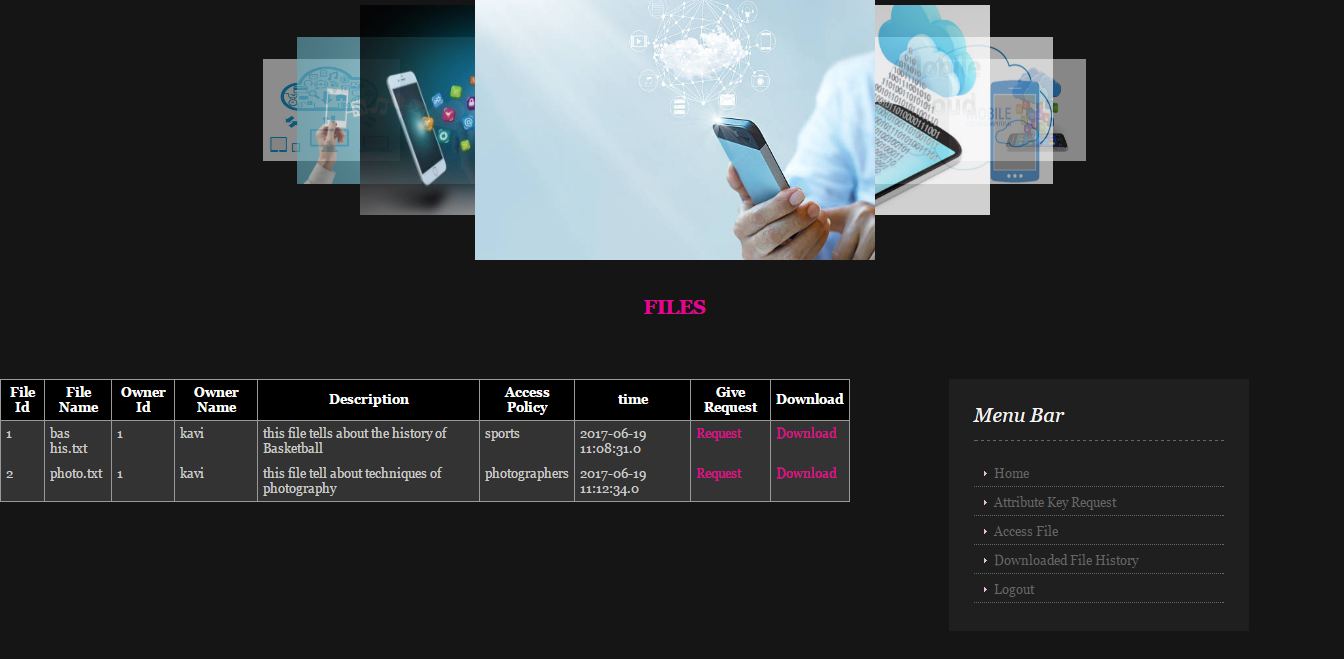 MOBILE
FILES
File Id File Name Owner Id Owner Name Description Access Policy time Give Request Download
1 bas his.txt 1 kavi this file tells about the history of Basketball sports 2017-06-19 11:08:31.0 Request Download
2 photo.txt 1 kavi this file tell about techniques of photography photographers 2017-06-19 11:12:34.0 Request Download
Menu Bar
Home
Attribute Key Request
Access File
Downloaded File History
Logout